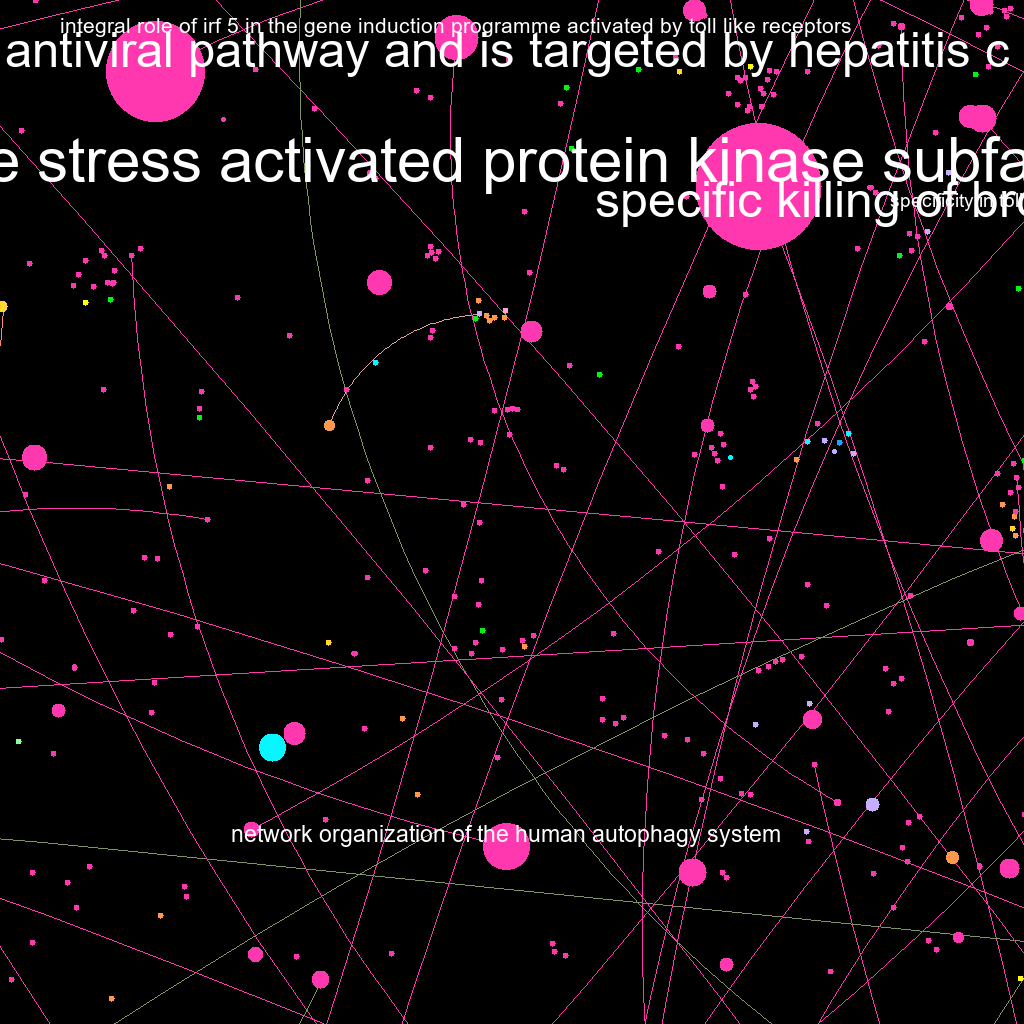 integral role of irf 5 in the gene induction programme activated by toll like receptors
antiviral pathway and is targeted by hepatitis c
e stress activated protein kinase subfa
specific killing of br
specificity in toll
network organization of the human autophagy system